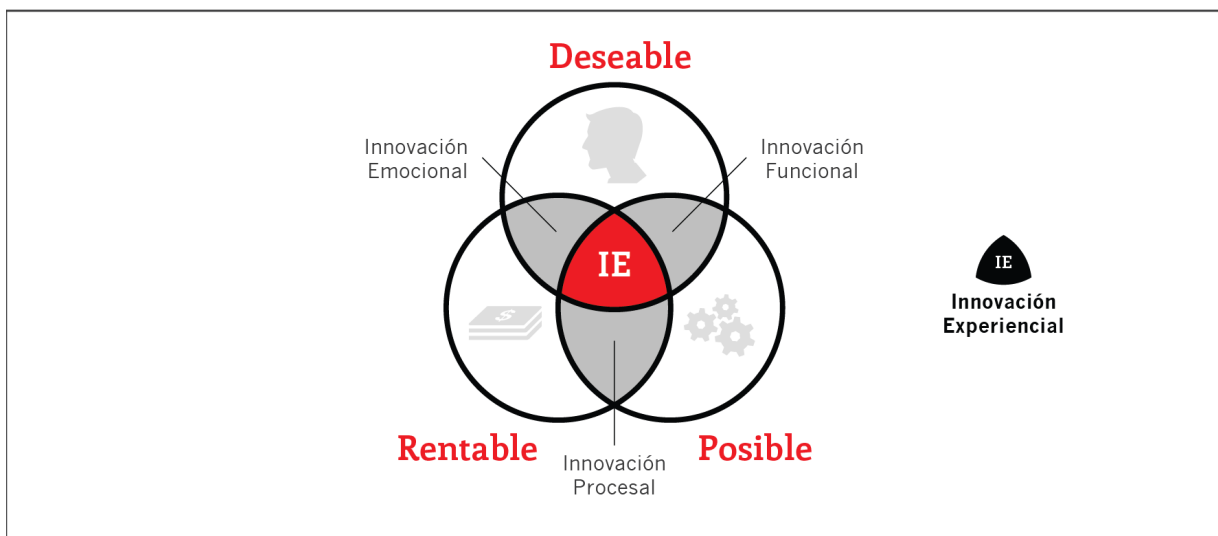 Deseable
Innovación
Emocional
Innovación
Funcional
IE
$
IE
Innovación
Experiencial
Rentable
Posible
Innovación
Procesal